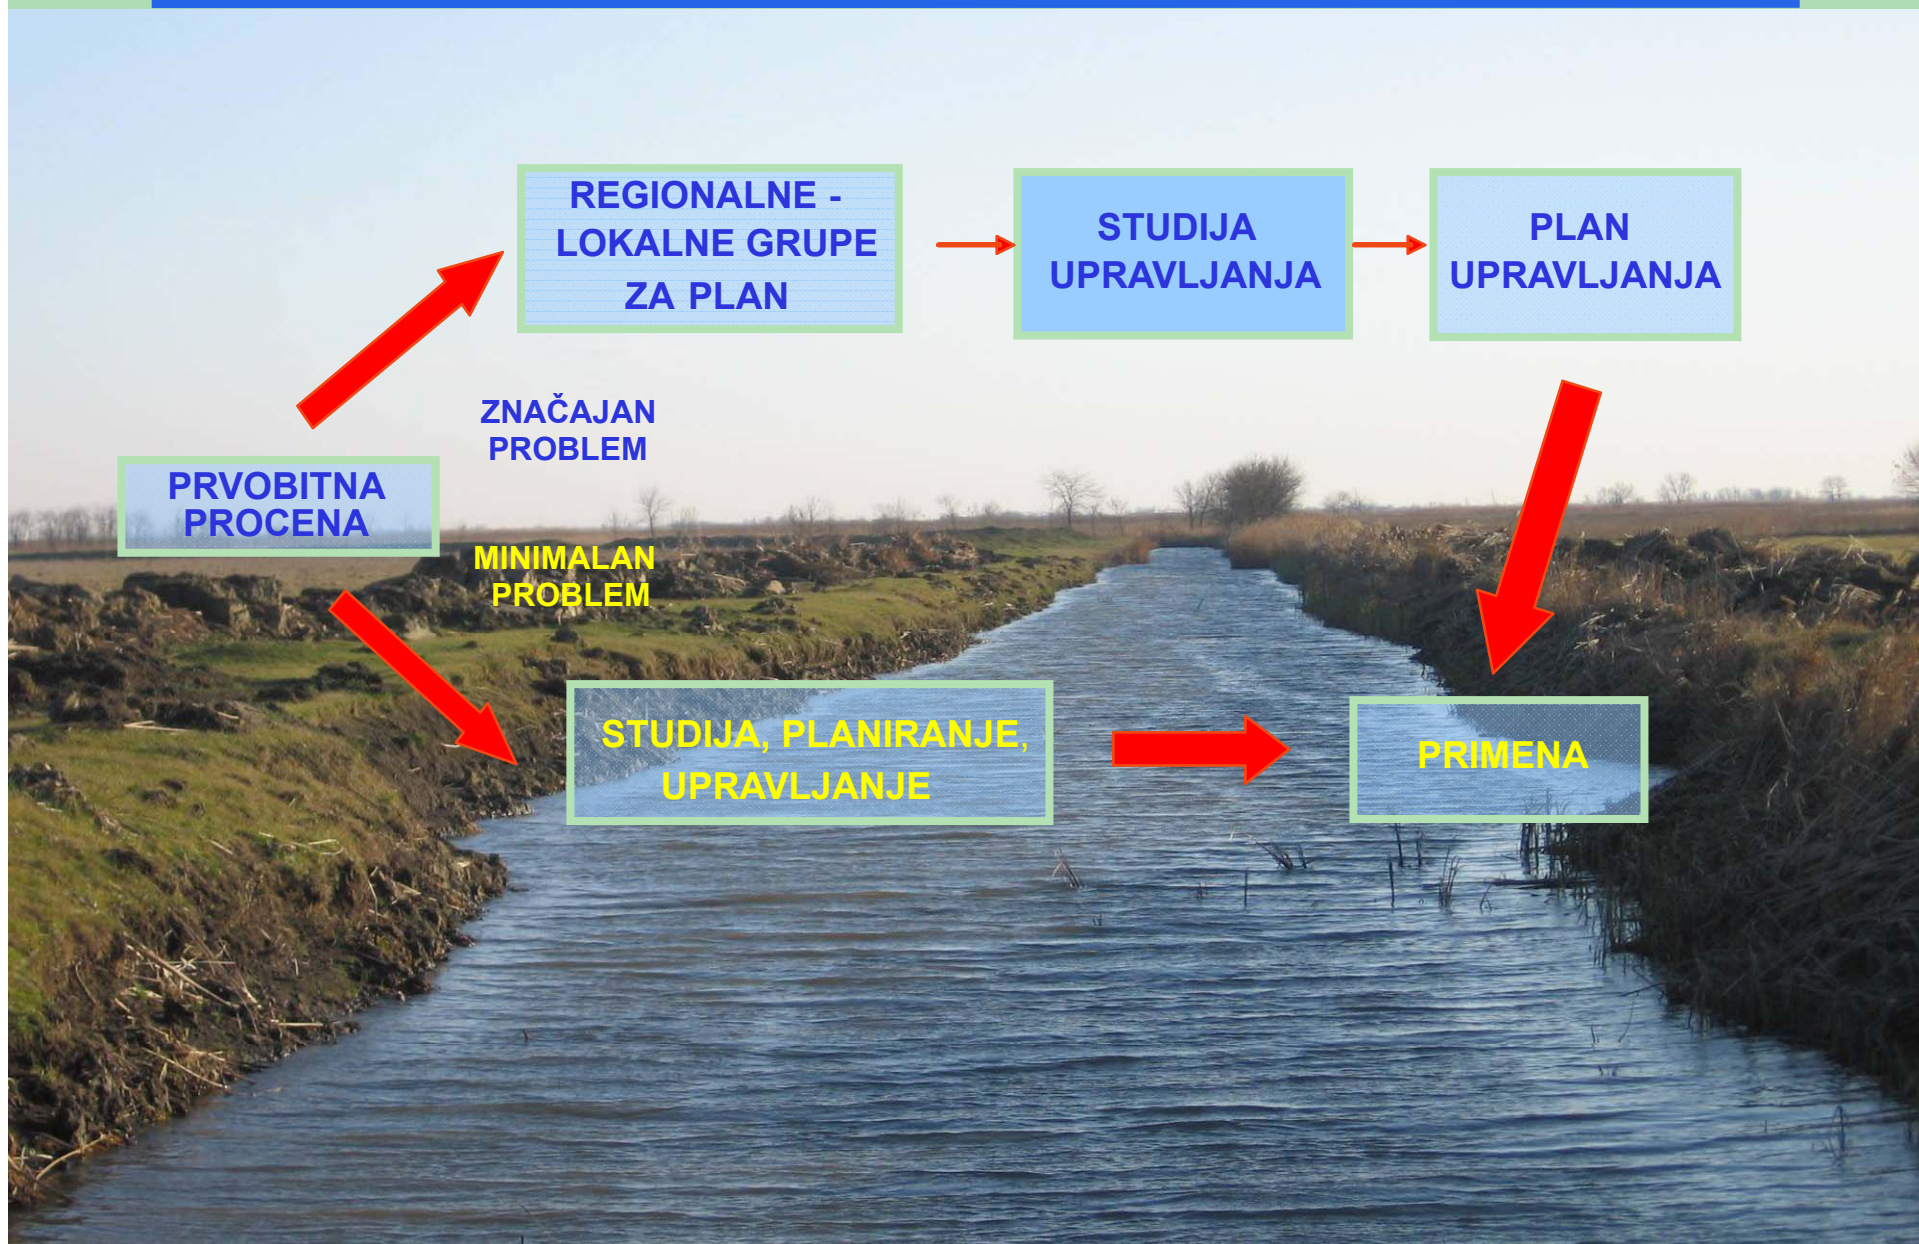 REGIONALNE -
LOKALNE GRUPE
ZA PLAN
STUDIJA
UPRAVLJANJA
PLAN
UPRAVLJANJA
ZNAČAJAN
PROBLEM
PRVOBITNA
PROCENA
MINIMALAN
PROBLEM
STUDIJA, PLANIRANJE,
UPRAVLJANJE
PRIMENA